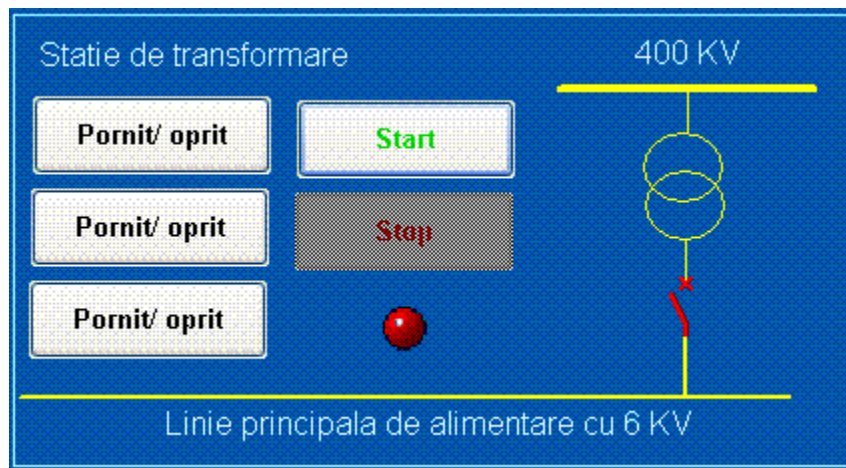 Statie de transformare
400 KV
Pornit/ oprit
Start
Pornit/ oprit
Stop
Pornit/ oprit
Linie principala de alimentare cu 6 KV